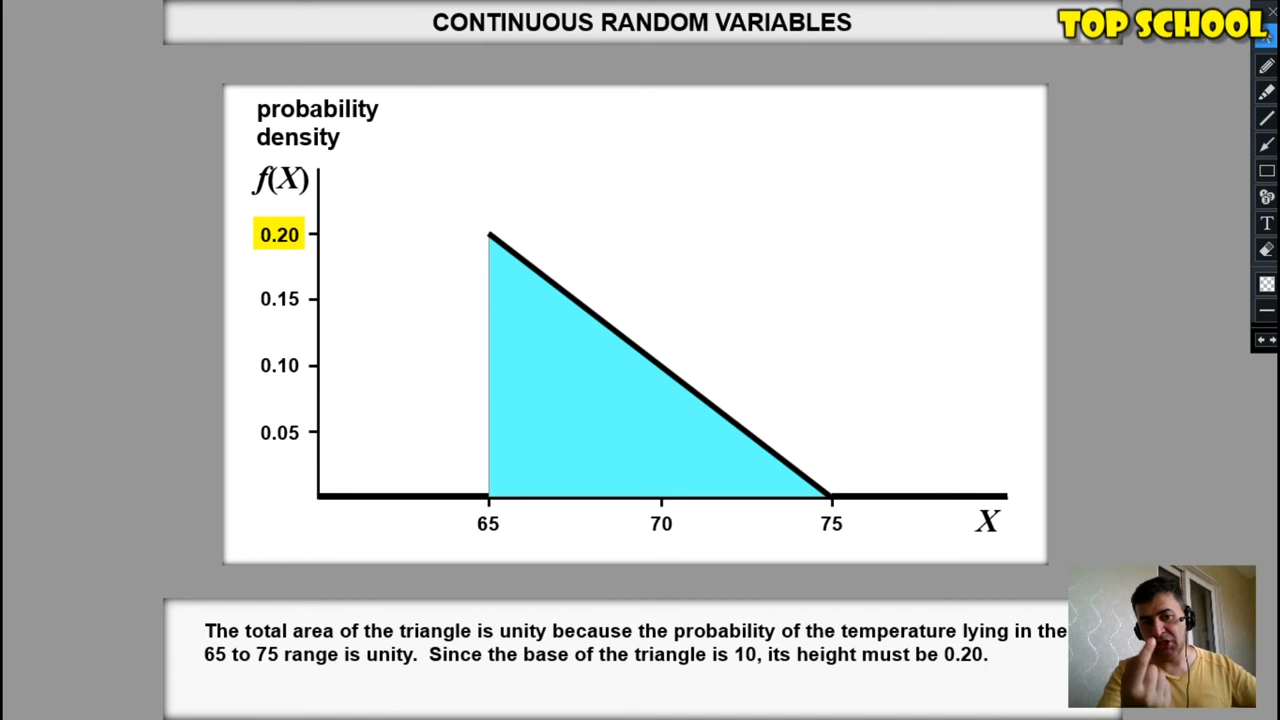 CONTINUOUS RANDOM VARIABLES
TOP SCHOOL
probability
density
f(X)
0.20
0.15
0.10
0.05
65 70 75 X
The total area of the triangle is unity because the probability of the temperature lying in the
65 to 75 range is unity. Since the base of the triangle is 10, its height must be 0.20.
T